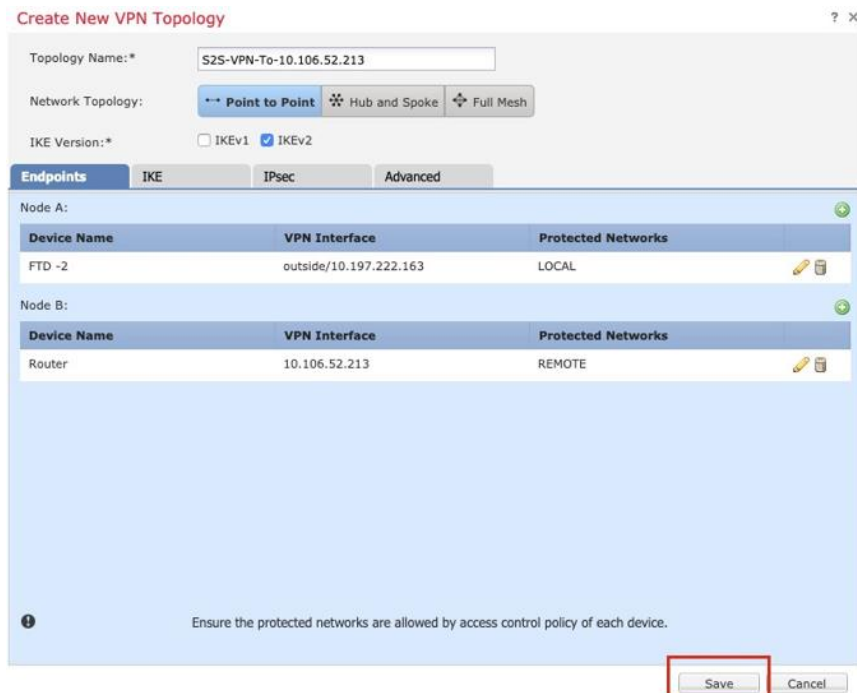 Create New VPN Topology ? ×
Topology Name:* S2S-VPN-To-10.106.52.213
Network Topology: Point to Point Hub and Spoke Full Mesh
IKE Version:* IKEv1 IKEv2
Endpoints IKE IPsec Advanced
Node A:
Device Name VPN Interface Protected Networks
FTD -2 outside/10.197.222.163 LOCAL
Node B:
Device Name VPN Interface Protected Networks
Router 10.106.52.213 REMOTE
Ensure the protected networks are allowed by access control policy of each device.
Save Cancel